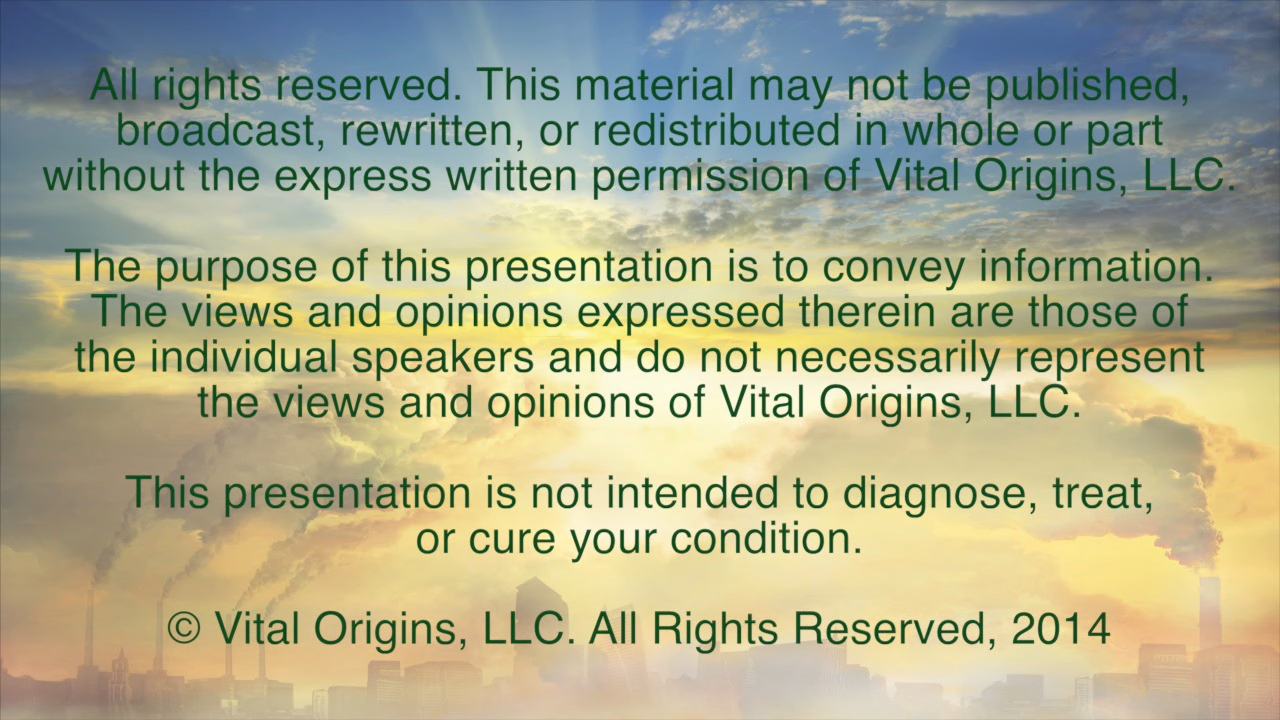 All rights reserved. This material may not be published,
broadcast, rewritten, or redistributed in whole or part
without the express written permission of Vital Origins, LLC.
The purpose of this presentation is to convey information.
The views and opinions expressed therein are those of
the individual speakers and do not necessarily represent
the views and opinions of Vital Origins, LLC.
This presentation is not intended to diagnose, treat,
or cure your condition.
© Vital Origins, LLC. All Rights Reserved, 2014